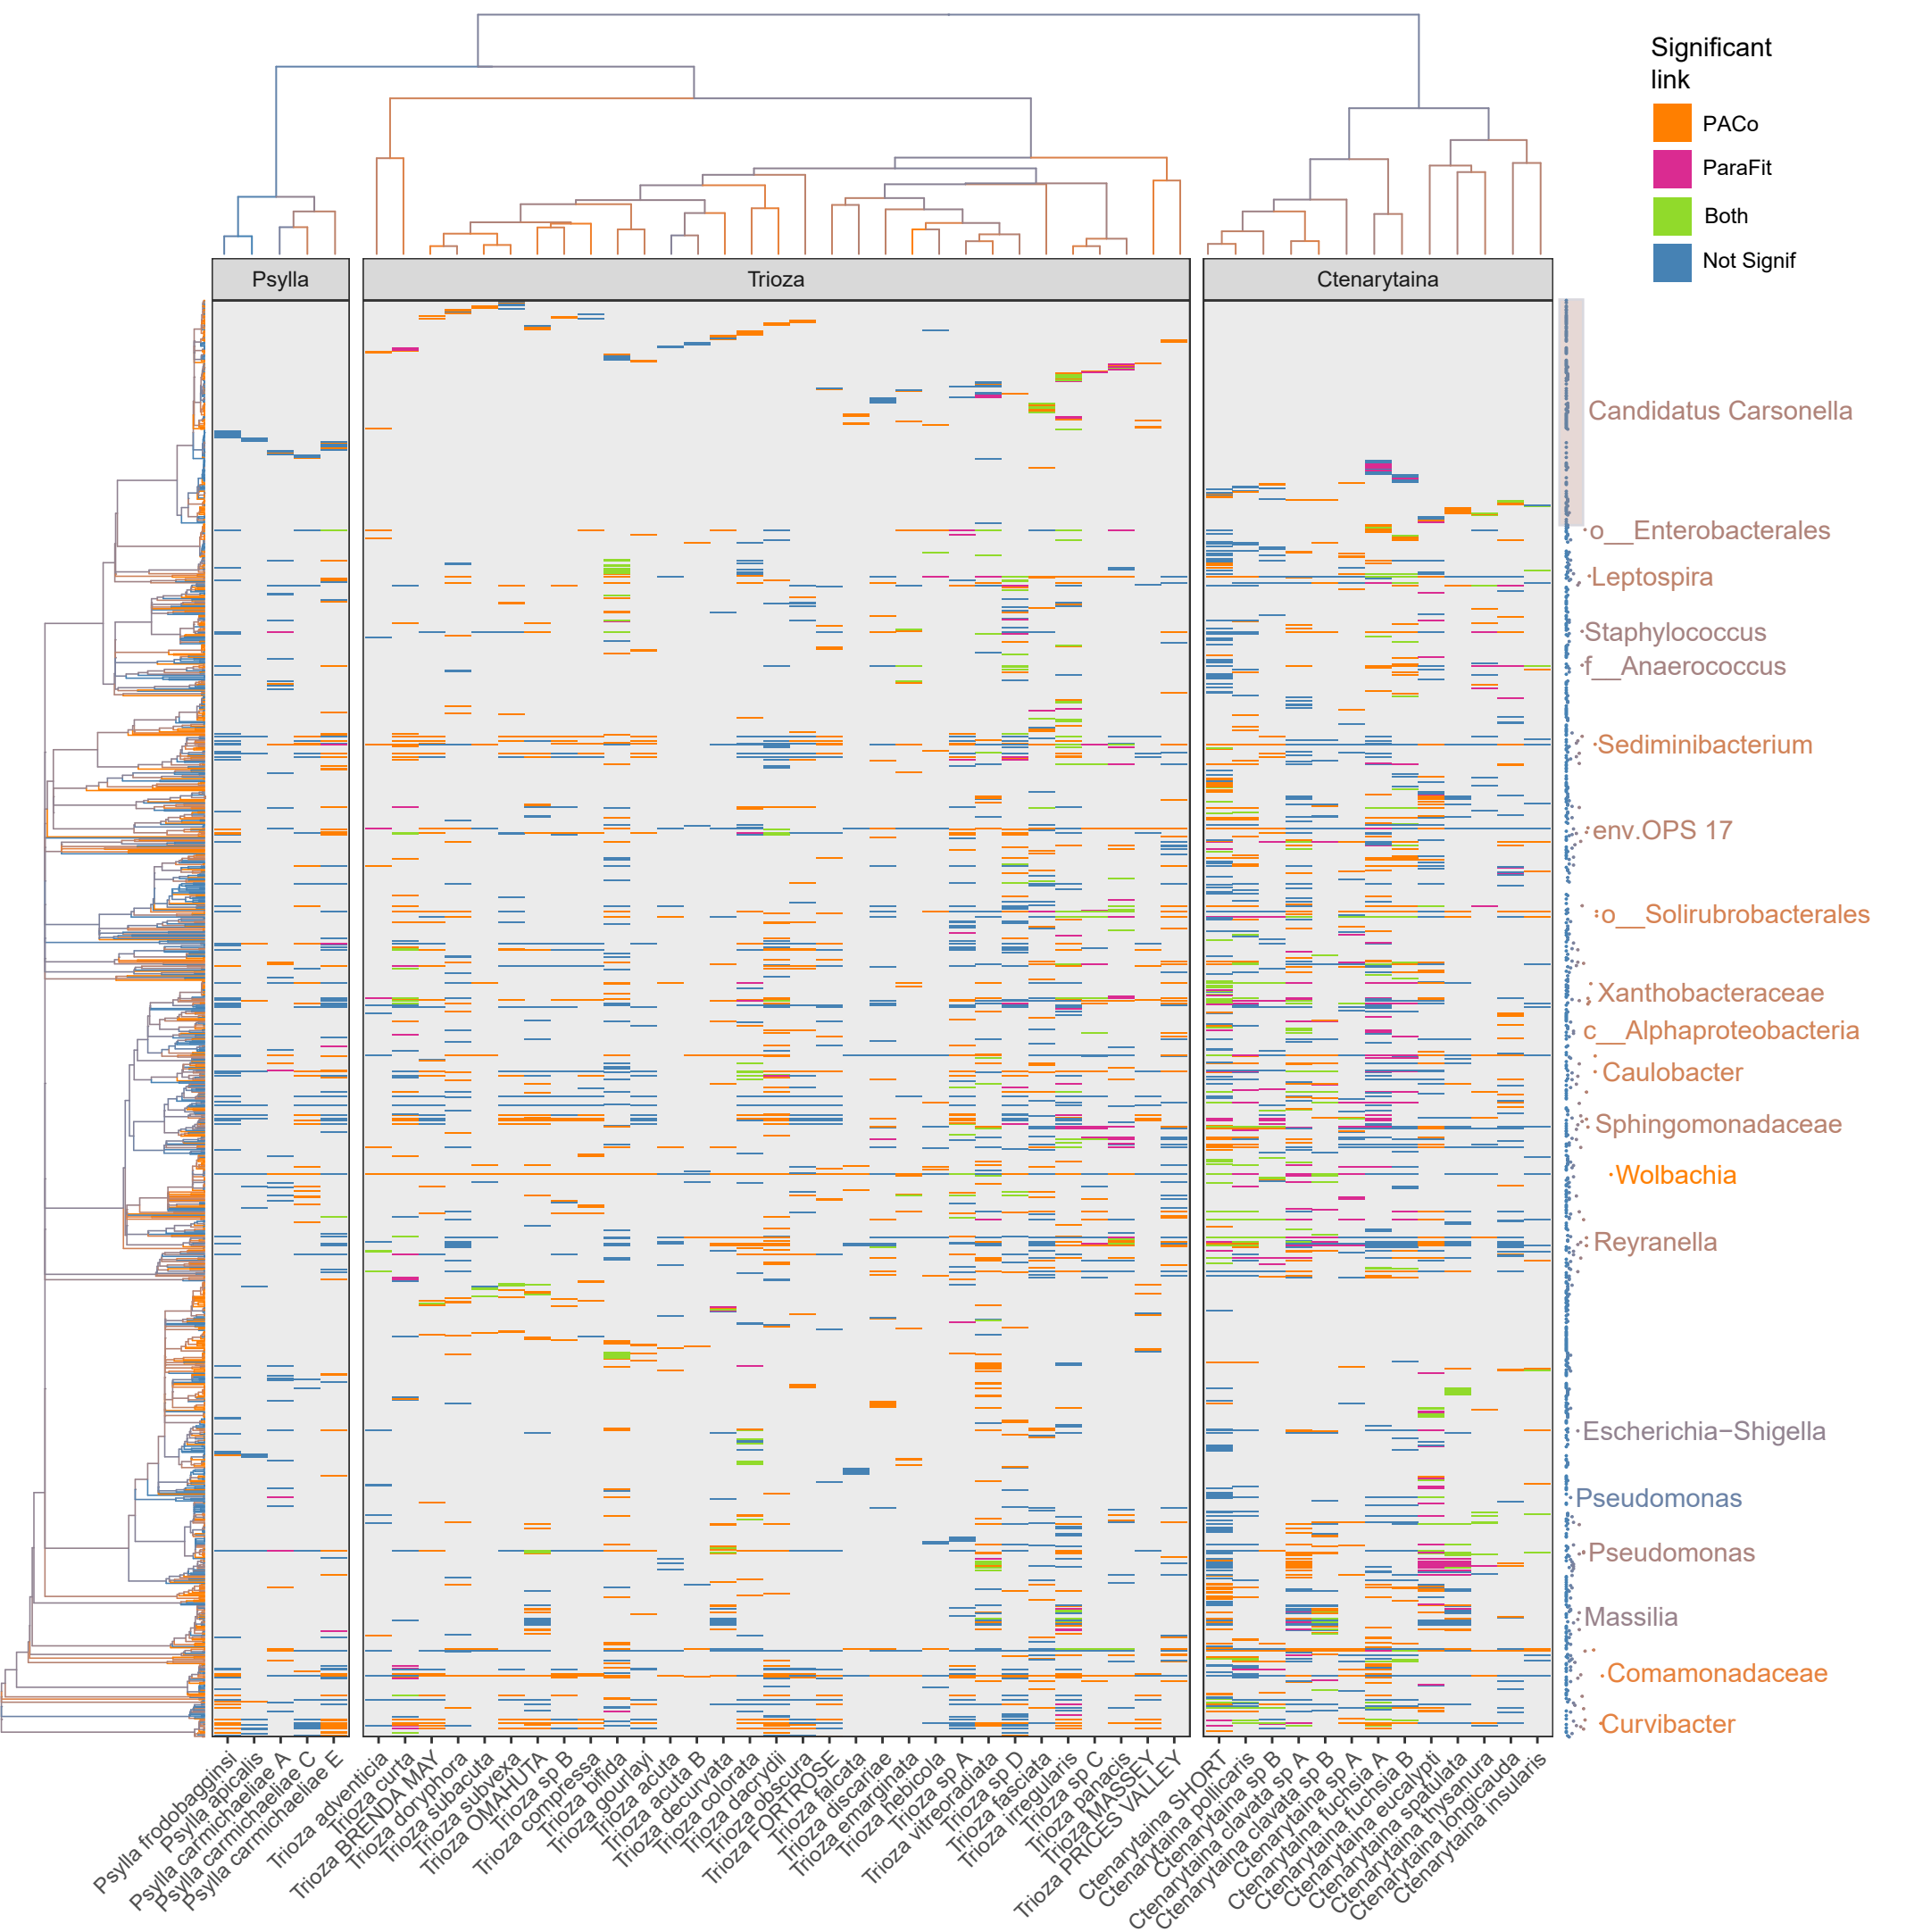 Significant
link
PACo
ParaFit
Both
Not Signif
Psylla
Trioza
Ctenarytaina
Candidatus Carsonella
o__Enterobacterales
Leptospira
Staphylococcus
f__Anaerococcus
Sediminibacterium
env.OPS 17
o__Solirubrobacterales
Xanthobacteraceae
c__Alphaproteobacteria
Caulobacter
Sphingomonadaceae
Wolbachia
Reyranella
Escherichia−Shigella
Pseudomonas
Pseudomonas
Massilia
Comamonadaceae
Curvibacter
Psylla frodobagginsi
Psylla apicalis
Psylla carmichaeliae A
Psylla carmichaeliae C
Psylla carmichaeliae E
Trioza adventicia
Trioza curta
Trioza BRENDA MAY
Trioza doryphora
Trioza subacuta
Trioza subvexa
Trioza OMAHUTA
Trioza sp B
Trioza compressa
Trioza bifida
Trioza gourlayi
Trioza acuta
Trioza acuta B
Trioza decurvata
Trioza colorata
Trioza dacrydii
Trioza obscura
Trioza FORTROSE
Trioza falcata
Trioza discariae
Trioza emarginata
Trioza hebicola
Trioza sp A
Trioza vitreoradiata
Trioza sp D
Trioza fasciata
Trioza irregularis
Trioza sp C
Trioza panacis
Trioza MASSEY
Trioza PRICES VALLEY
Ctenarytaina SHORT
Ctenarytaina pollicaris
Ctenarytaina sp B
Ctenarytaina clavata sp A
Ctenarytaina clavata sp B
Ctenarytaina sp A
Ctenarytaina fuchsia A
Ctenarytaina fuchsia B
Ctenarytaina eucalypti
Ctenarytaina spatulata
Ctenarytaina thysanura
Ctenarytaina longicauda
Ctenarytaina insularis